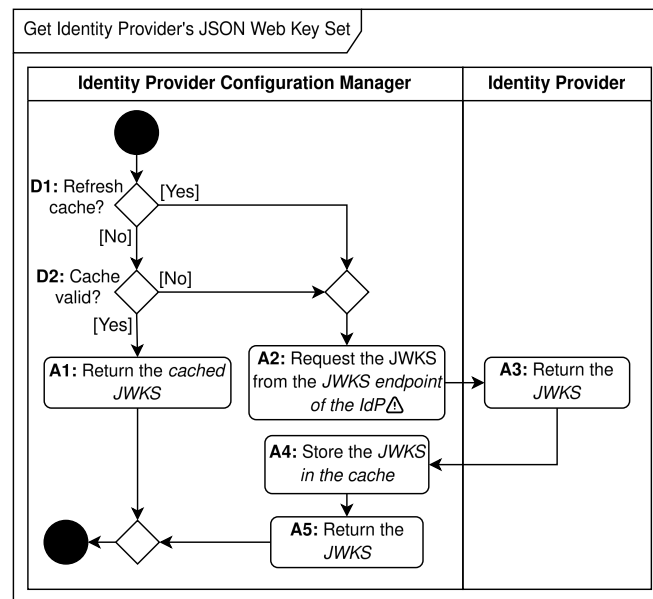 Get Identity Provider's JSON Web Key Set
Identity Provider Configuration Manager
Identity Provider
D1: Refresh
cache?
[Yes]
[No]
D2: Cache
valid?
[No]
[Yes]
A1: Return the cached
JWKS
A2: Request the JWKS
from the JWKS endpoint
of the IdP⚠
A3: Return the
JWKS
A4: Store the JWKS
in the cache
A5: Return the
JWKS